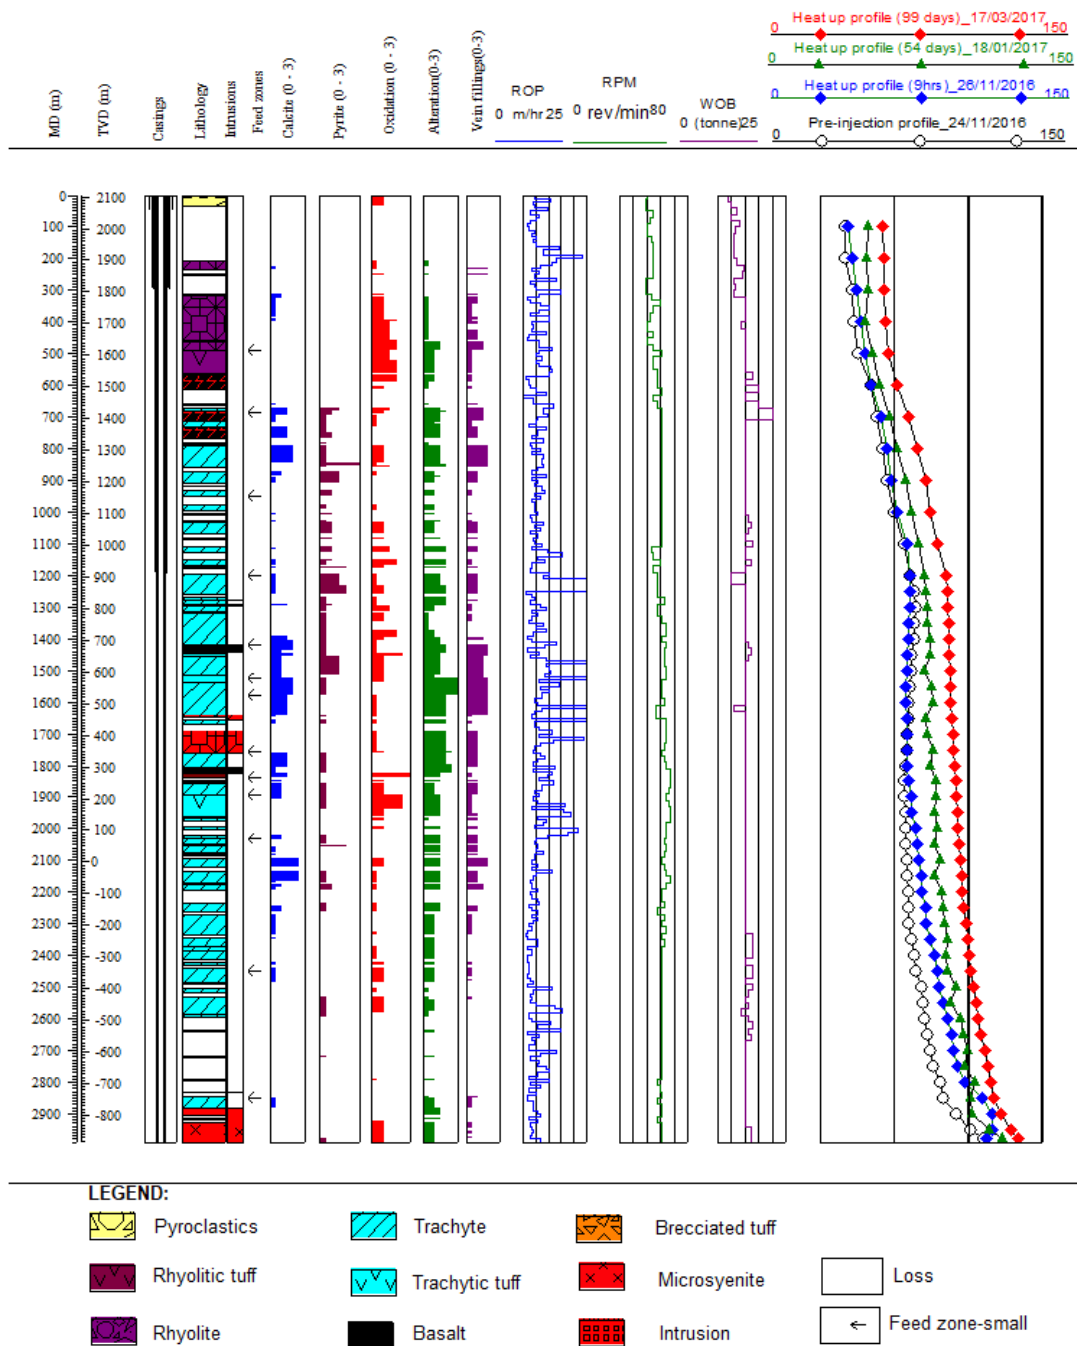 Heat up profile (99 days)_17/03/2017
0 150
Heat up profile (54 days)_18/01/2017
0 150
Heat up profile (9hrs)_26/11/2016
0 150
Pre-injection profile_24/11/2016
0 150
MD (m)
TVD (m)
Casings
Lithology
Intrusions
Feed zones
Calcite (0 - 3)
Pyrite (0 - 3)
Oxidation (0 - 3)
Alteration(0-3)
Vein fillings(0-3)
ROP
0 m/hr 25
RPM
0 rev/min 80
WOB
0 (tonne) 25
0 2100
100 2000
200 1900
300 1800
400 1700
500 1600
600 1500
700 1400
800 1300
900 1200
1000 1100
1100 1000
1200 900
1300 800
1400 700
1500 600
1600 500
1700 400
1800 300
1900 200
2000 100
2100 0
2200 -100
2300 -200
2400 -300
2500 -400
2600 -500
2700 -600
2800 -700
2900 -800
LEGEND:
Pyroclastics
Trachyte
Brecciated tuff
Rhyolitic tuff
Trachytic tuff
Microsyenite
Loss
Rhyolite
Basalt
Intrusion
Feed zone-small